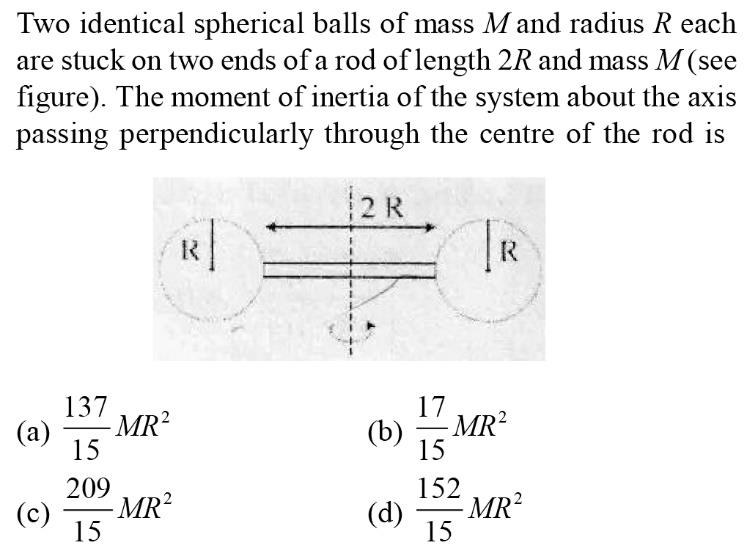 Two identical spherical balls of mass M and radius R each
are stuck on two ends of a rod of length 2R and mass M (see
figure). The moment of inertia of the system about the axis
passing perpendicularly through the centre of the rod is
2 R
R R
(a) 137/15 MR² (b) 17/15 MR²
(c) 209/15 MR² (d) 152/15 MR²